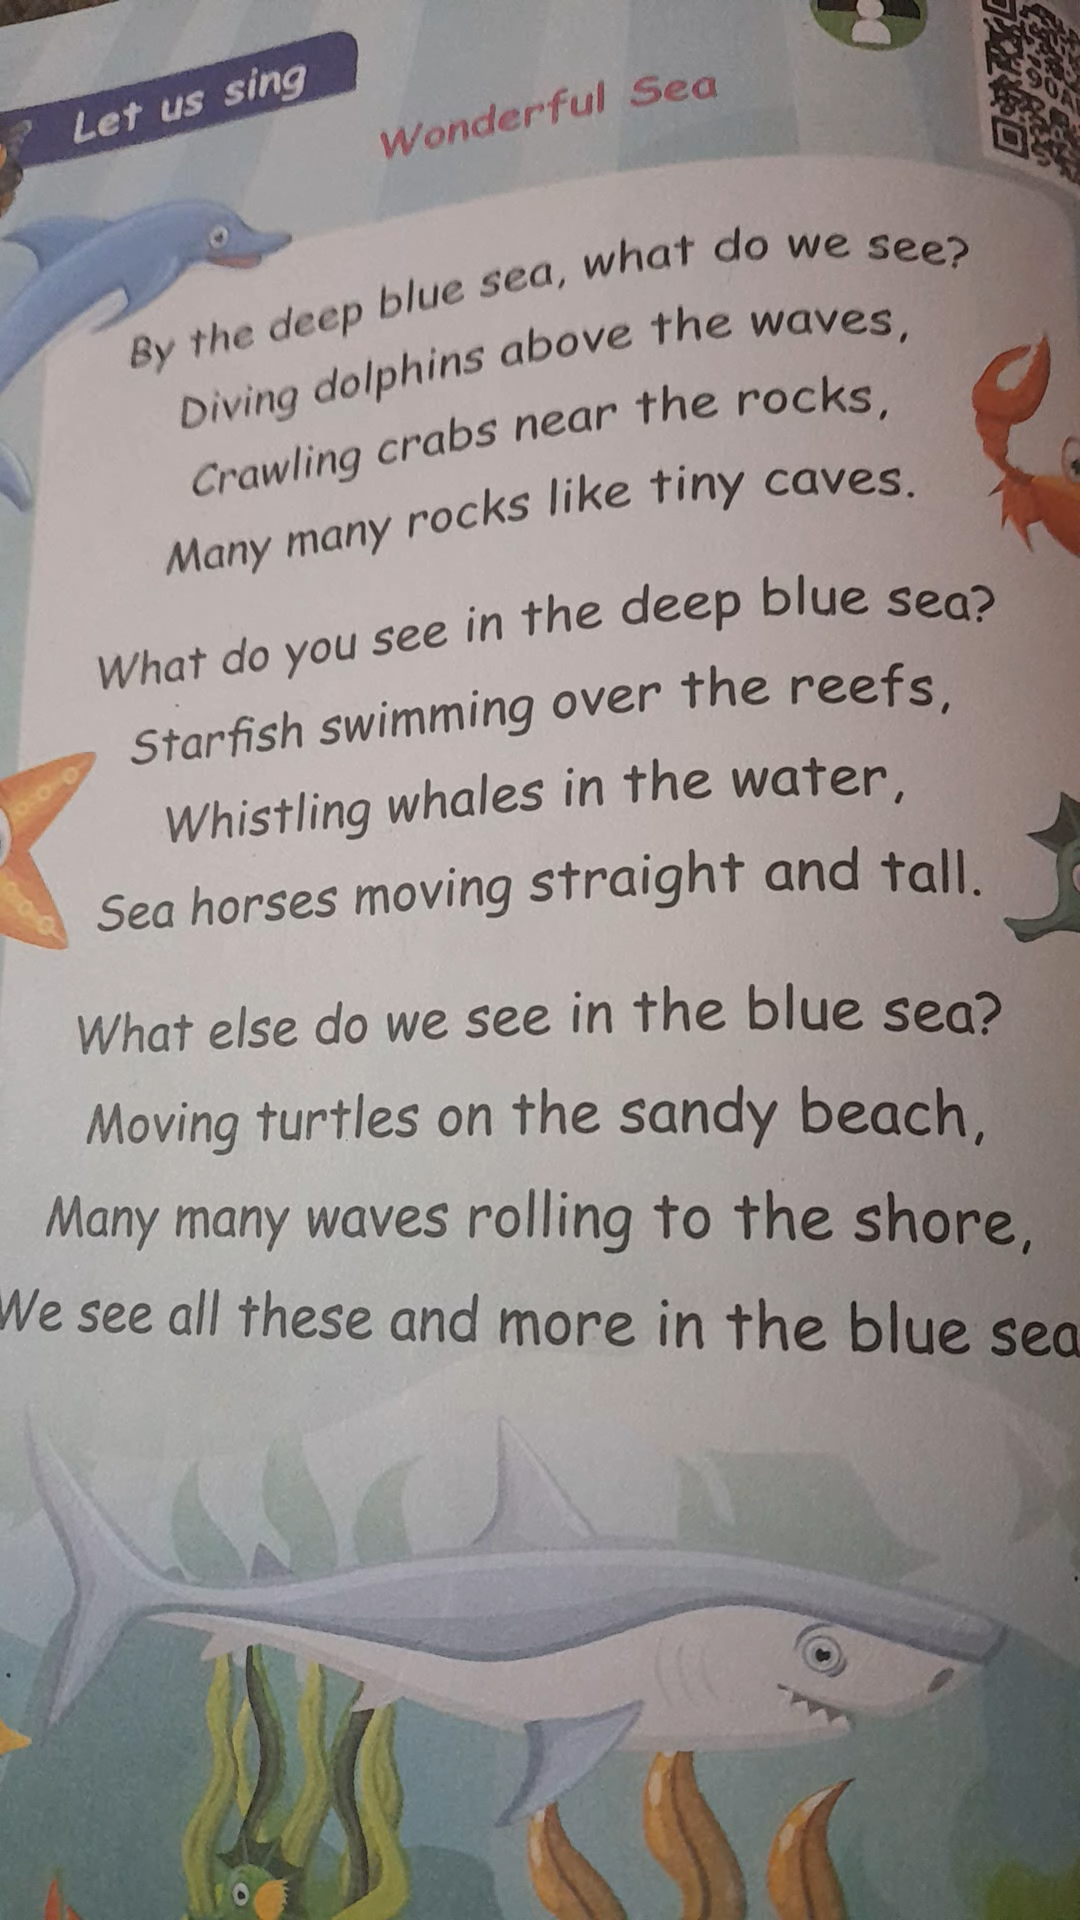 Let us sing
Wonderful Sea
By the deep blue sea, what do we see?
Diving dolphins above the waves,
Crawling crabs near the rocks,
Many many rocks like tiny caves.
What do you see in the deep blue sea?
Starfish swimming over the reefs,
Whistling whales in the water,
Sea horses moving straight and tall.
What else do we see in the blue sea?
Moving turtles on the sandy beach,
Many many waves rolling to the shore,
We see all these and more in the blue sea